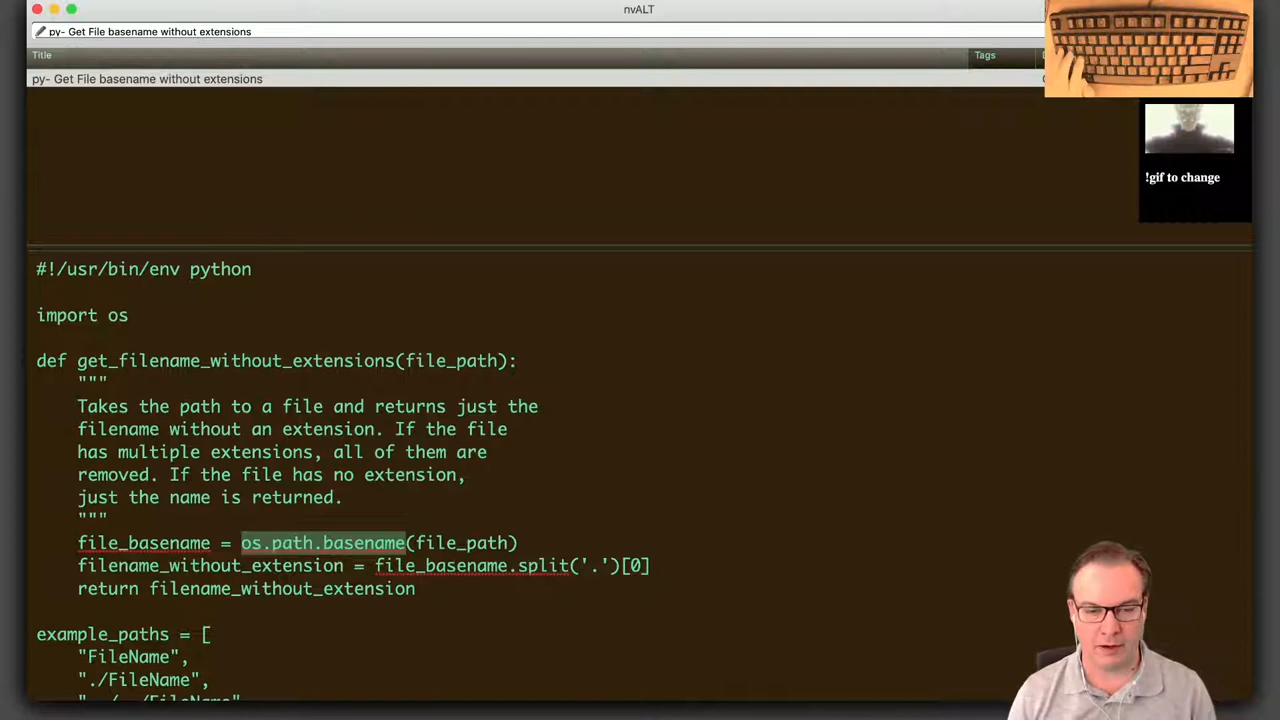 nvALT
py- Get File basename without extensions
Title
Tags
py- Get File basename without extensions
!gif to change
#!/usr/bin/env python
import os
def get_filename_without_extensions(file_path):
"""
Takes the path to a file and returns just the
filename without an extension. If the file
has multiple extensions, all of them are
removed. If the file has no extension,
just the name is returned.
"""
file_basename = os.path.basename(file_path)
filename_without_extension = file_basename.split('.')[0]
return filename_without_extension
example_paths = [
"FileName",
"./FileName",